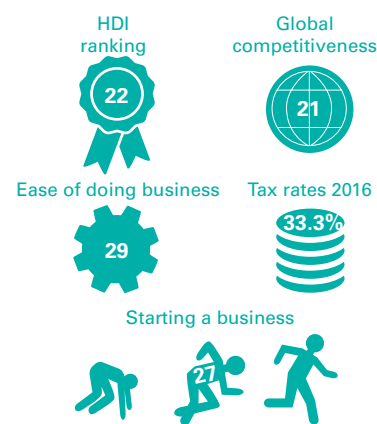 HDI
ranking
22
Global
competitiveness
21
Ease of doing business
29
Tax rates 2016
33.3%
Starting a business
27